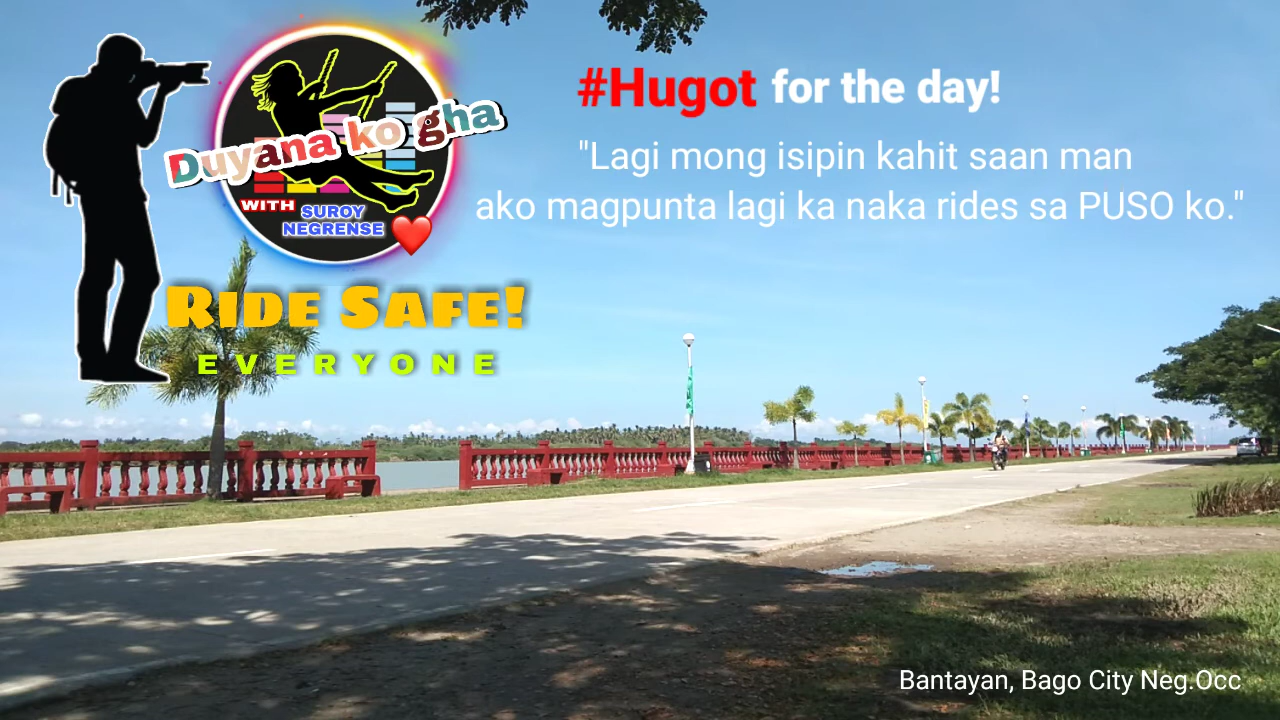 Duyana ko gha
WITH SUROY
NEGRENSE
RIDE SAFE!
EVERYONE
#Hugot for the day!
"Lagi mong isipin kahit saan man
ako magpunta lagi ka naka rides sa PUSO ko."
Bantayan, Bago City Neg.Occ